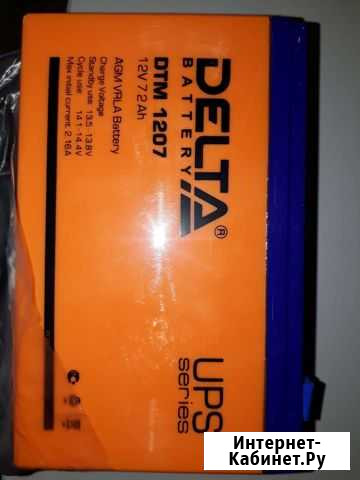 DELTA®
BATTERY
DTM 1207
12V 7.2Ah
AGM VRLA Battery
Charge Voltage
Standby use: 13.5 - 13.8V
Cycle use: 14.1-14.4V
Max initial current: 2.16A
UPS
series
Интернет-
Кабинет.Ру